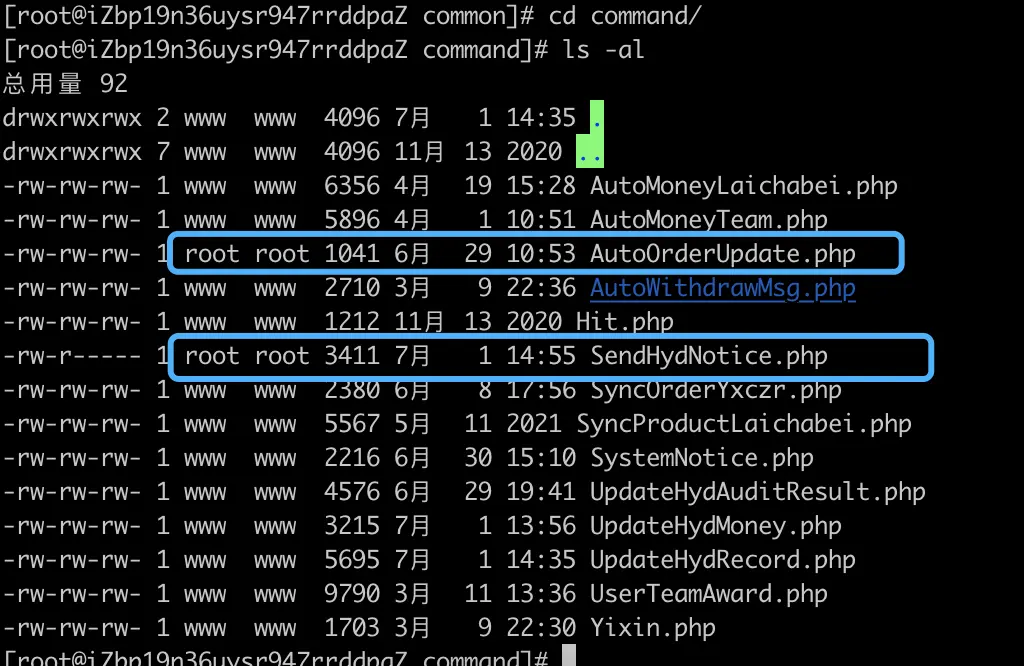 [root@iZbp19n36uysr947rrddpaZ common]# cd command/
[root@iZbp19n36uysr947rrddpaZ command]# ls -al
总用量 92
drwxrwxrwx 2 www  www  4096 7月   1 14:35 .
drwxrwxrwx 7 www  www  4096 11月 13 2020 ..
-rw-rw-rw- 1 www  www  6356 4月  19 15:28 AutoMoneyLaichabei.php
-rw-rw-rw- 1 www  www  5896 4月   1 10:51 AutoMoneyTeam.php
-rw-rw-rw- 1 root root 1041 6月  29 10:53 AutoOrderUpdate.php
-rw-rw-rw- 1 www  www  2710 3月   9 22:36 AutoWithdrawMsg.php
-rw-rw-rw- 1 www  www  1212 11月 13 2020 Hit.php
-rw-r----- 1 root root 3411 7月   1 14:55 SendHydNotice.php
-rw-rw-rw- 1 www  www  2380 6月   8 17:56 SyncOrderYxczr.php
-rw-rw-rw- 1 www  www  5567 5月  11 2021 SyncProductLaichabei.php
-rw-rw-rw- 1 www  www  2216 6月  30 15:10 SystemNotice.php
-rw-rw-rw- 1 www  www  4576 6月  29 19:41 UpdateHydAuditResult.php
-rw-rw-rw- 1 www  www  3215 7月   1 13:56 UpdateHydMoney.php
-rw-rw-rw- 1 www  www  5695 7月   1 14:35 UpdateHydRecord.php
-rw-rw-rw- 1 www  www  9790 3月  11 13:36 UserTeamAward.php
-rw-rw-rw- 1 www  www  1703 3月   9 22:30 Yixin.php
[root@iZbp19n36uysr947rrddpaZ command]#